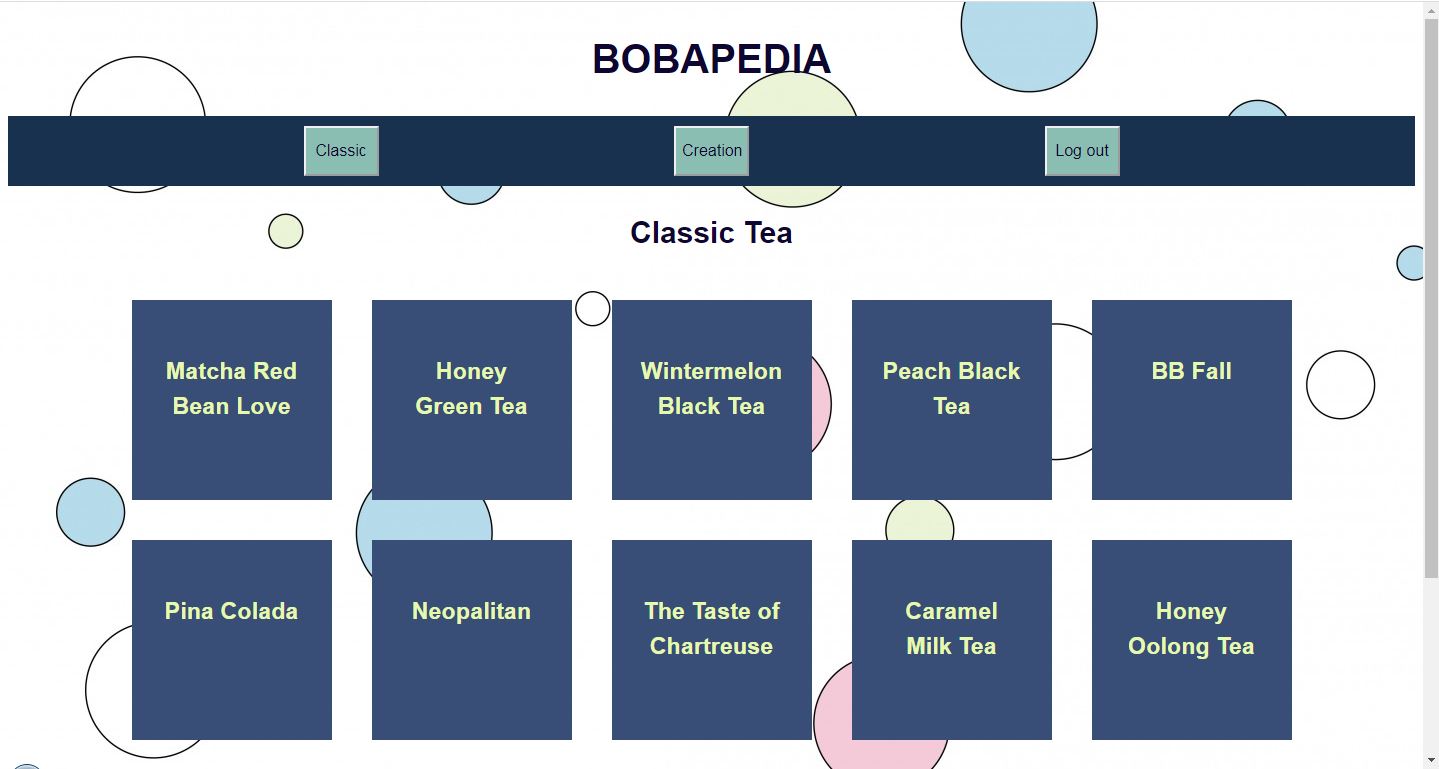 BOBAPEDIA
Classic
Creation
Log out
Classic Tea
Matcha Red
Bean Love
Honey
Green Tea
Wintermelon
Black Tea
Peach Black
Tea
BB Fall
Pina Colada
Neopalitan
The Taste of
Chartreuse
Caramel
Milk Tea
Honey
Oolong Tea